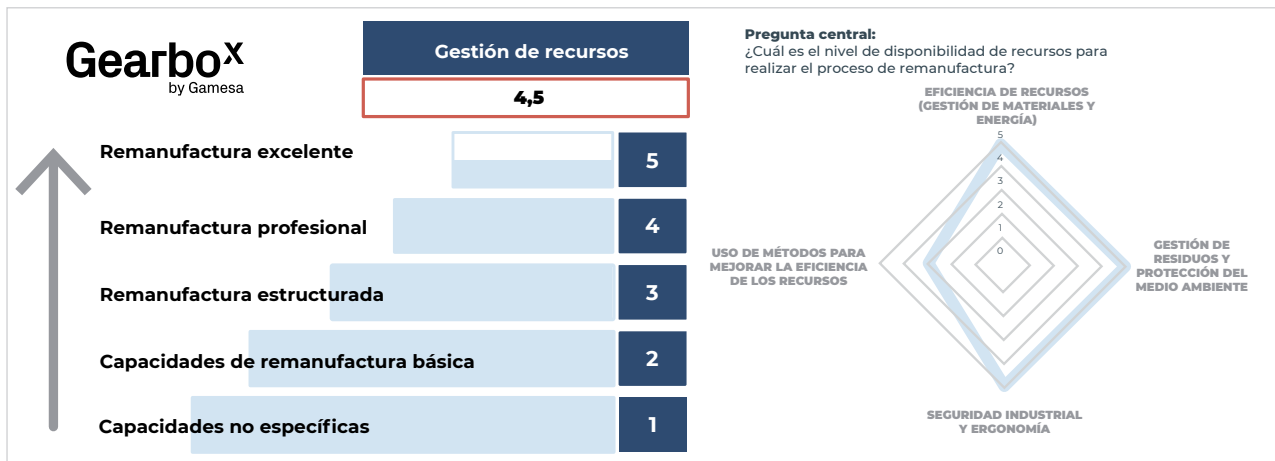 Gearbox
by Gamesa
Gestión de recursos
4,5
Remanufactura excelente
5
Remanufactura profesional
4
Remanufactura estructurada
3
Capacidades de remanufactura básica
2
Capacidades no específicas
1
Pregunta central:
¿Cuál es el nivel de disponibilidad de recursos para
realizar el proceso de remanufactura?
EFICIENCIA DE RECURSOS
(GESTIÓN DE MATERIALES Y
ENERGÍA)
5
4
3
2
1
0
USO DE MÉTODOS PARA
MEJORAR LA EFICIENCIA
DE LOS RECURSOS
GESTIÓN DE
RESIDUOS Y
PROTECCIÓN DEL
MEDIO AMBIENTE
SEGURIDAD INDUSTRIAL
Y ERGONOMÍA